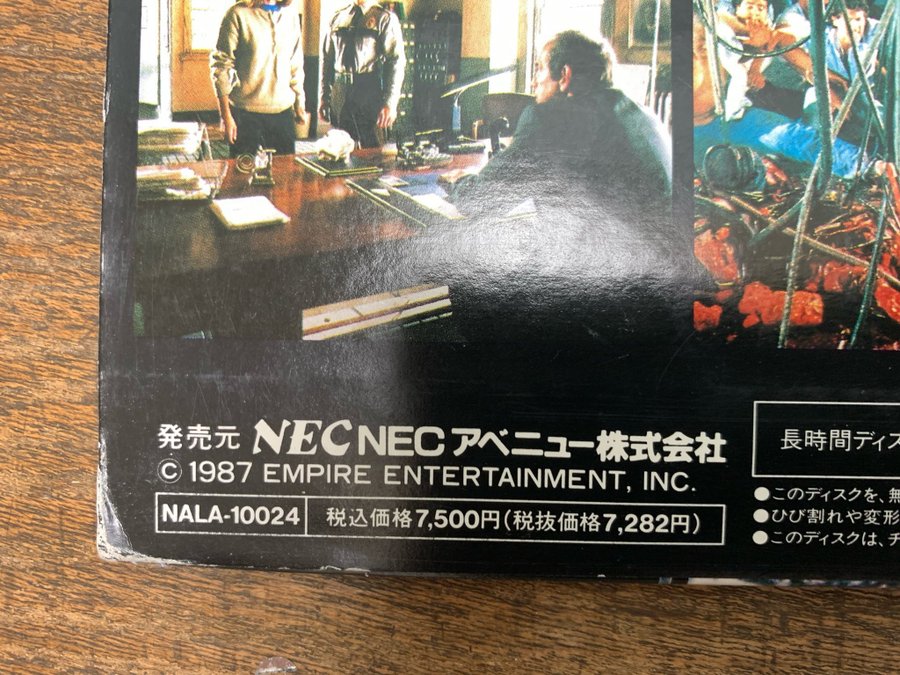 発売元 NEC NECアベニュー株式会社
© 1987 EMPIRE ENTERTAINMENT, INC.
NALA-10024 税込価格7,500円(税抜価格7,282円)
長時間ディス
●このディスクを、無
●ひび割れや変形
●このディスクは、チ